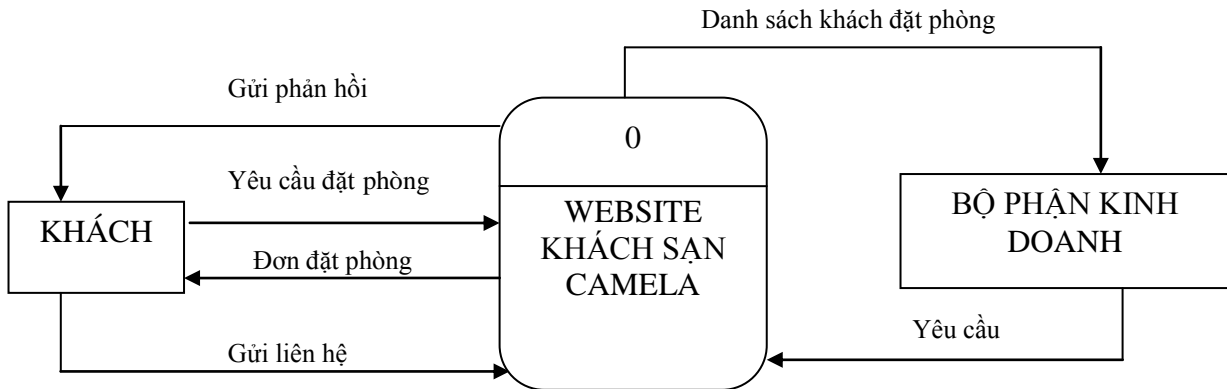 Danh sách khách đặt phòng
Gửi phản hồi
0
Yêu cầu đặt phòng
KHÁCH
WEBSITE
KHÁCH SẠN
CAMELA
BỘ PHẬN KINH
DOANH
Đơn đặt phòng
Yêu cầu
Gửi liên hệ